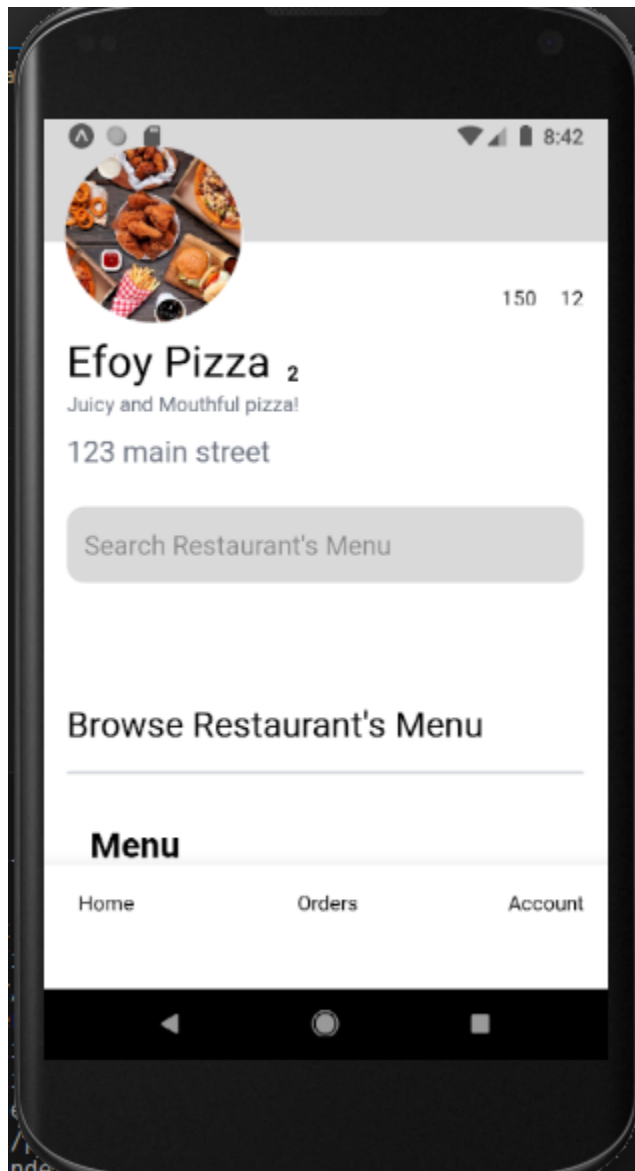 8:42
150 12
Efoy Pizza 2
Juicy and Mouthful pizza!
123 main street
Search Restaurant's Menu
Browse Restaurant's Menu
Menu
Home Orders Account